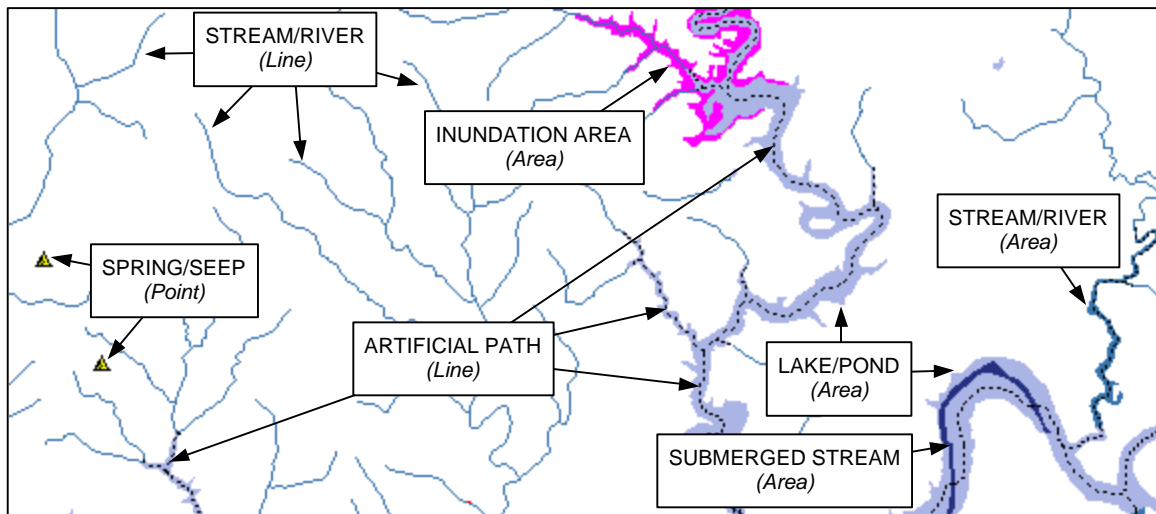 STREAM/RIVER
(Line)
INUNDATION AREA
(Area)
STREAM/RIVER
(Area)
SPRING/SEEP
(Point)
ARTIFICIAL PATH
(Line)
LAKE/POND
(Area)
SUBMERGED STREAM
(Area)